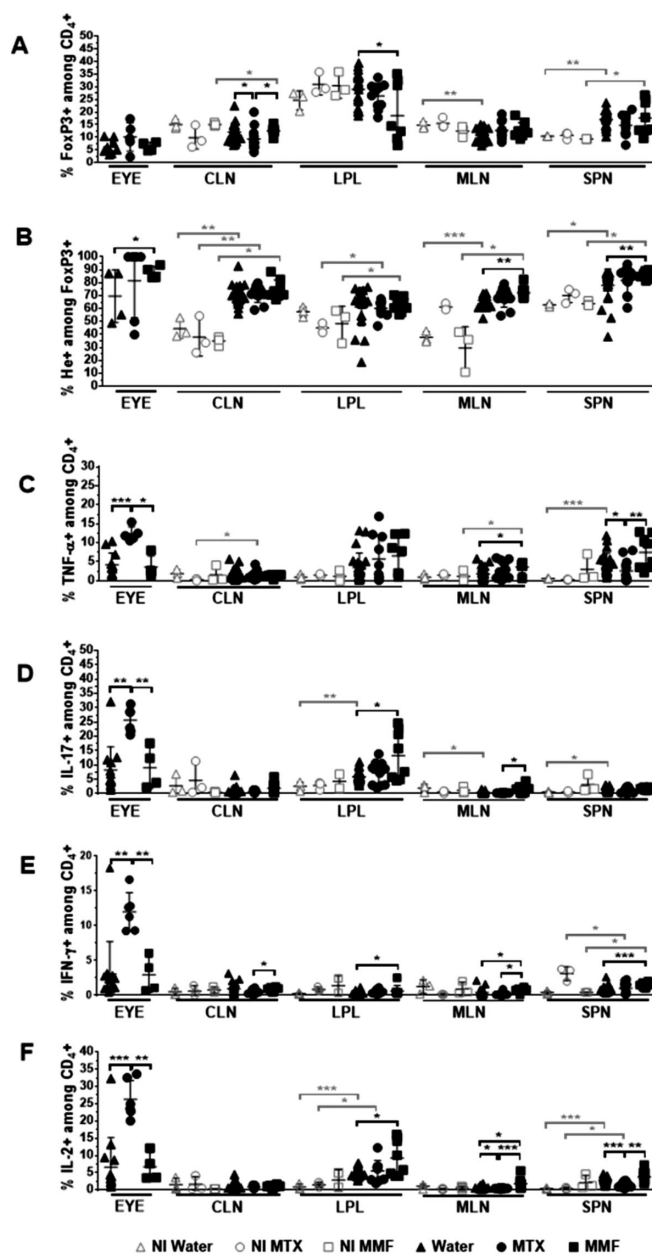 A
% FoxP3+ among CD4+
50
45
40
35
30
25
20
15
10
5
0
* * * * ** ** *
EYE CLN LPL MLN SPN
B
% He+ among FoxP3+
100
90
80
70
60
50
40
30
20
10
0
* ** ** * * * *** * ** * * **
EYE CLN LPL MLN SPN
C
% TNF-α+ among CD4+
30
25
20
15
10
5
0
*** * * * * *** * **
EYE CLN LPL MLN SPN
D
% IL-17+ among CD4+
50
40
30
20
10
5
0
** ** ** * * * *
EYE CLN LPL MLN SPN
E
% IFN-γ+ among CD4+
20
15
10
5
0
** ** * * * * * * ***
EYE CLN LPL MLN SPN
F
% IL-2+ among CD4+
40
35
30
25
20
15
10
5
0
*** ** *** * * * * *** *** * *** **
EYE CLN LPL MLN SPN
△ NI Water ○ NI MTX □ NI MMF ▲ Water ● MTX ■ MMF